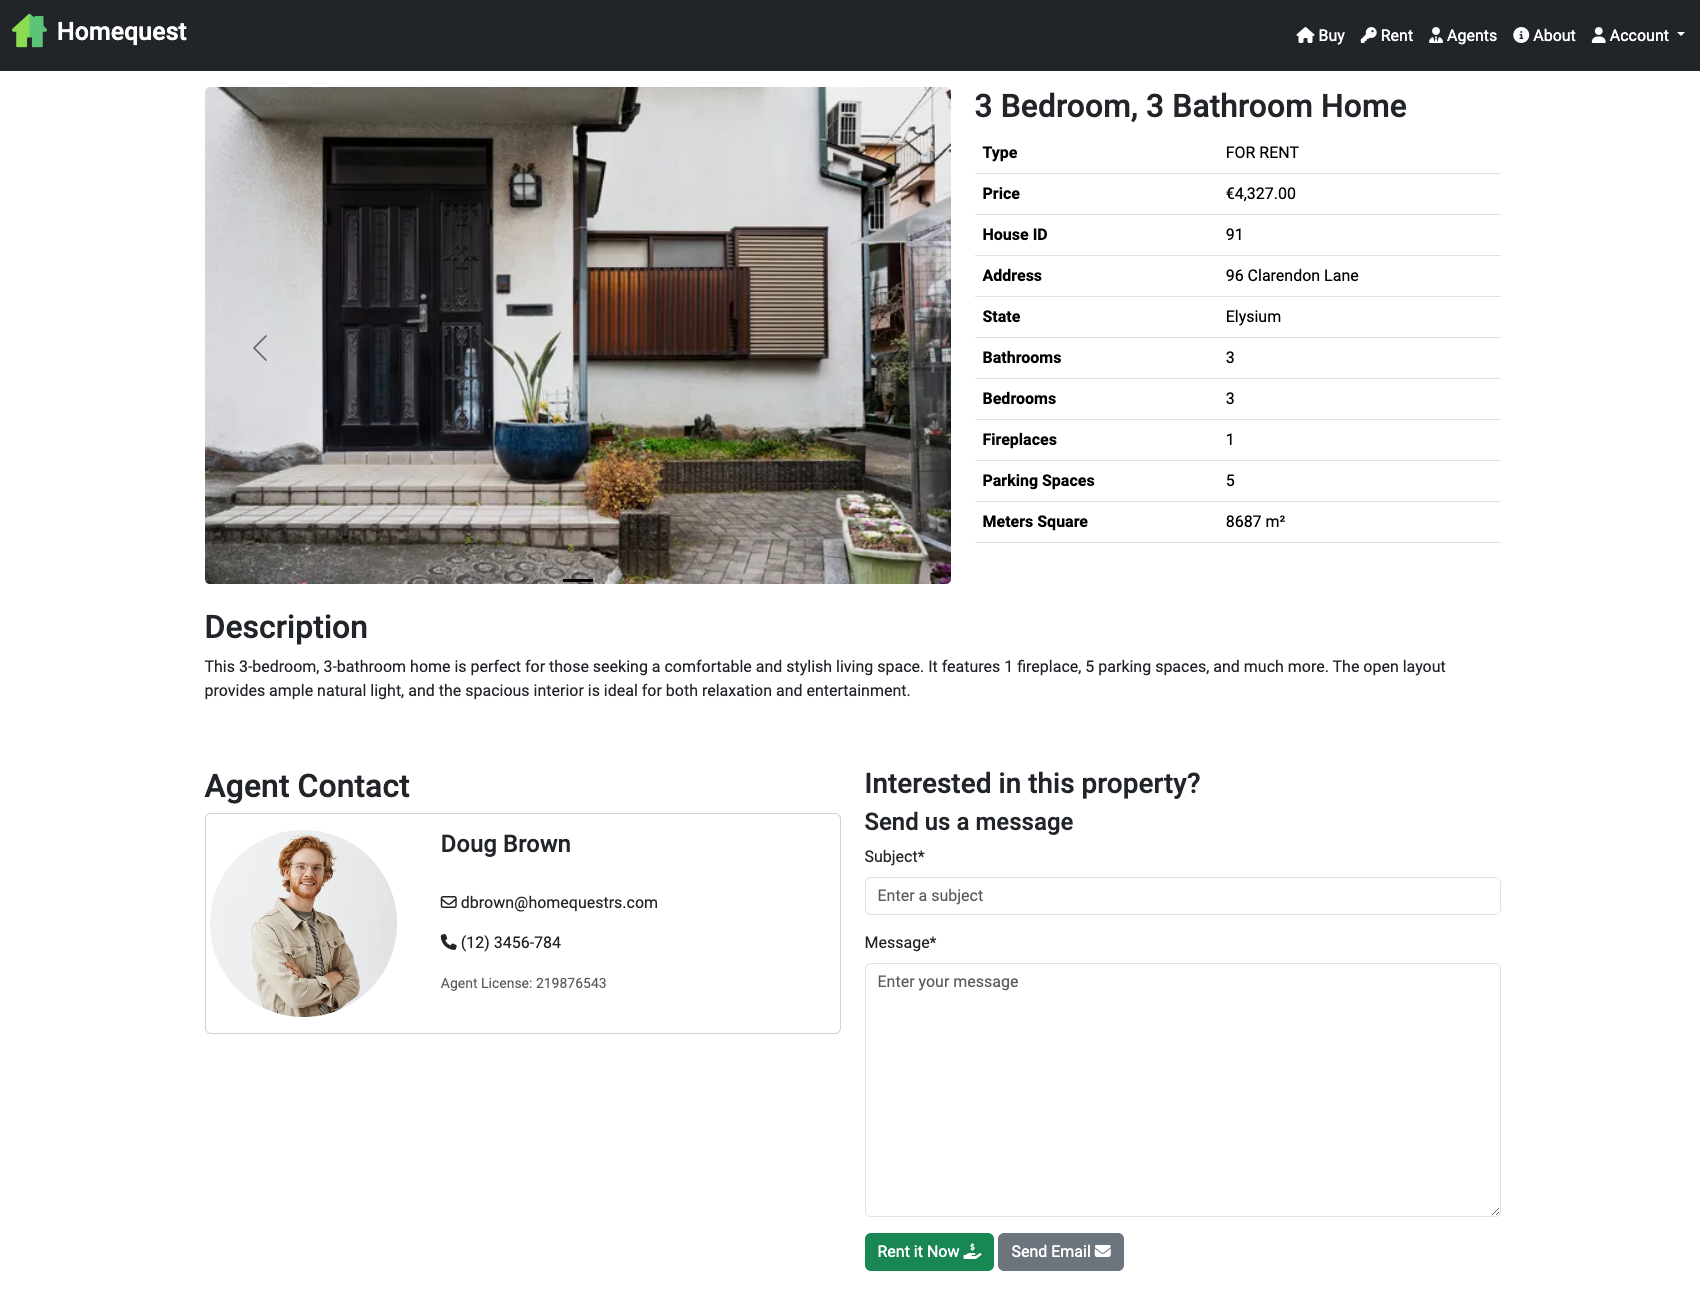 Homequest
Buy Rent Agents About Account
3 Bedroom, 3 Bathroom Home
Type FOR RENT
Price €4,327.00
House ID 91
Address 96 Clarendon Lane
State Elysium
Bathrooms 3
Bedrooms 3
Fireplaces 1
Parking Spaces 5
Meters Square 8687 m²
Description
This 3-bedroom, 3-bathroom home is perfect for those seeking a comfortable and stylish living space. It features 1 fireplace, 5 parking spaces, and much more. The open layout
provides ample natural light, and the spacious interior is ideal for both relaxation and entertainment.
Agent Contact
Doug Brown
dbrown@homequestrs.com
(12) 3456-784
Agent License: 219876543
Interested in this property?
Send us a message
Subject*
Enter a subject
Message*
Enter your message
Rent it Now Send Email